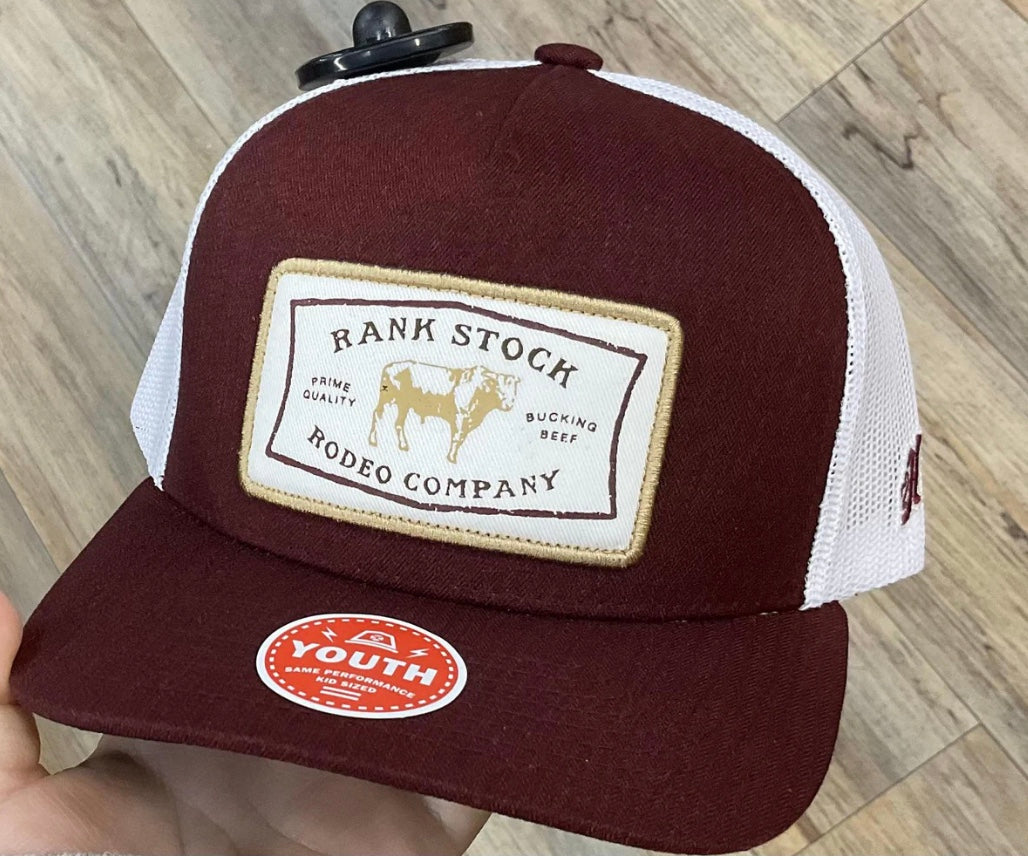 RANK STOCK
PRIME
QUALITY
BUCKING
BEEF
RODEO COMPANY
YOUTH
SAME PERFORMANCE
KID SIZED